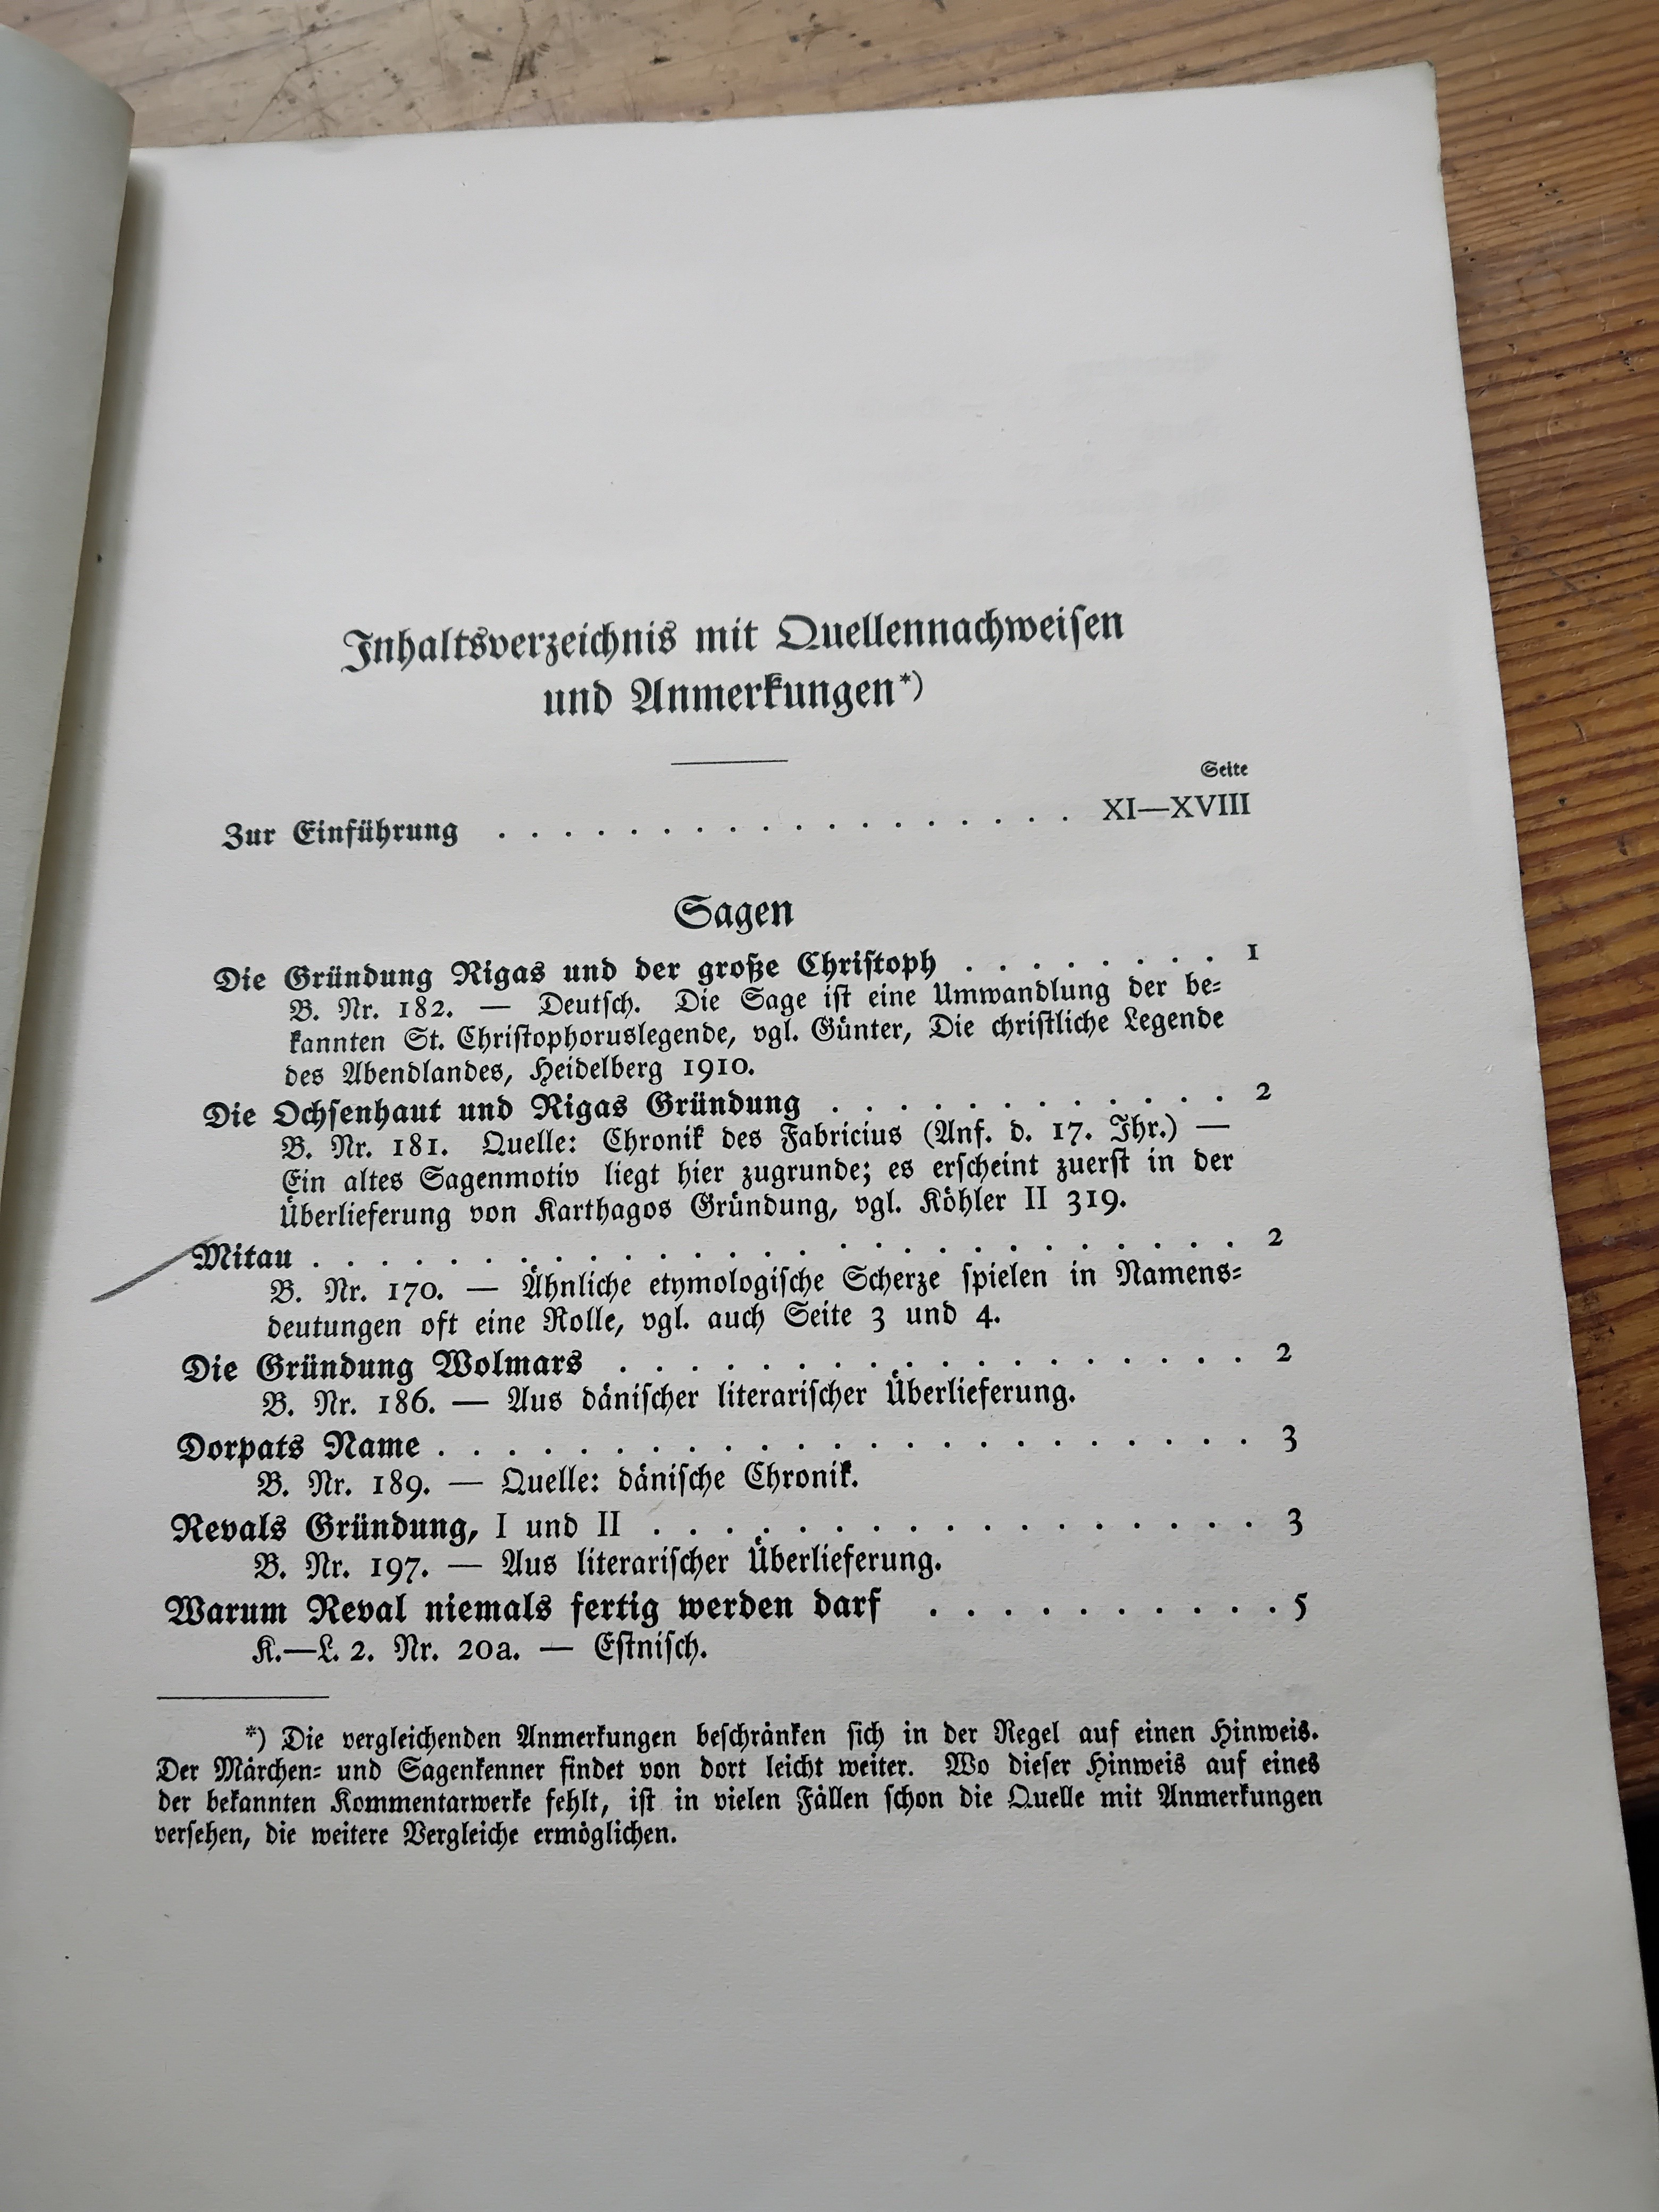 Inhaltsverzeichnis mit Quellennachweisen
und Anmerkungen*)
Seite
Zur Einführung . . . . . . . . . . . . . . . . . . . XI—XVIII
Sagen
Die Gründung Rigas und der große Chriſtoph . . . . . . . . . 1
B. Nr. 182. — Deutſch. Die Sage iſt eine Umwandlung der be-
kannten St. Chriſtophoruslegende, vgl. Günter, Die chriſtliche Legende
des Abendlandes, Heidelberg 1910.
Die Ochſenhaut und Rigas Gründung . . . . . . . . . . . . 2
B. Nr. 181. Quelle: Chronik des Fabricius (Anf. d. 17. Jhr.) —
Ein altes Sagenmotiv liegt hier zugrunde; es erſcheint zuerſt in der
Überlieferung von Karthagos Gründung, vgl. Köhler II 319.
Mitau . . . . . . . . . . . . . . . . . . . . . . 2
B. Nr. 170. — Ähnliche etymologiſche Scherze ſpielen in Namens-
deutungen oft eine Rolle, vgl. auch Seite 3 und 4.
Die Gründung Wolmars . . . . . . . . . . . . . . . . . 2
B. Nr. 186. — Aus däniſcher literariſcher Überlieferung.
Dorpats Name . . . . . . . . . . . . . . . . . . . . 3
B. Nr. 189. — Quelle: däniſche Chronik.
Revals Gründung, I und II . . . . . . . . . . . . . . . . 3
B. Nr. 197. — Aus literariſcher Überlieferung.
Warum Reval niemals fertig werden darf . . . . . . . . . . 5
K.—L. 2. Nr. 20a. — Eſtniſch.
*) Die vergleichenden Anmerkungen beſchränken ſich in der Regel auf einen Hinweis.
Der Märchen- und Sagenkenner findet von dort leicht weiter. Wo dieſer Hinweis auf eines
der bekannten Kommentarwerke fehlt, iſt in vielen Fällen ſchon die Quelle mit Anmerkungen
verſehen, die weitere Vergleiche ermöglichen.